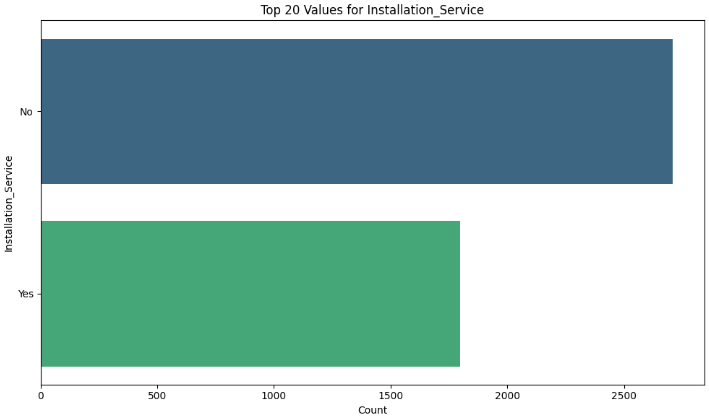 Top 20 Values for Installation_Service
Installation_Service
No
Yes
0 500 1000 1500 2000 2500
Count